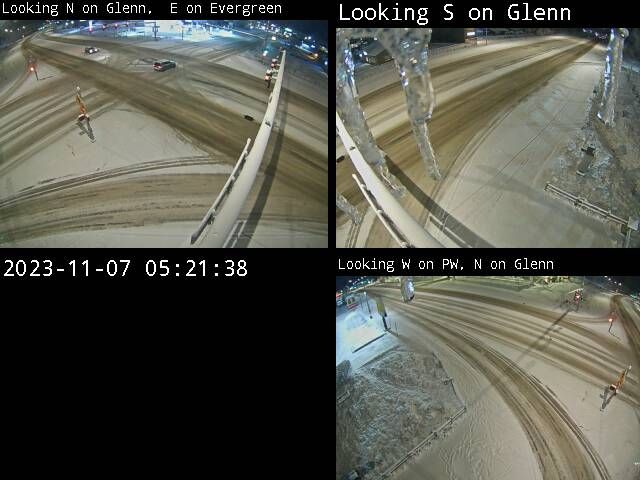 Looking N on Glenn, E on Evergreen
Looking S on Glenn
2023-11-07 05:21:38
Looking W on PW, N on Glenn